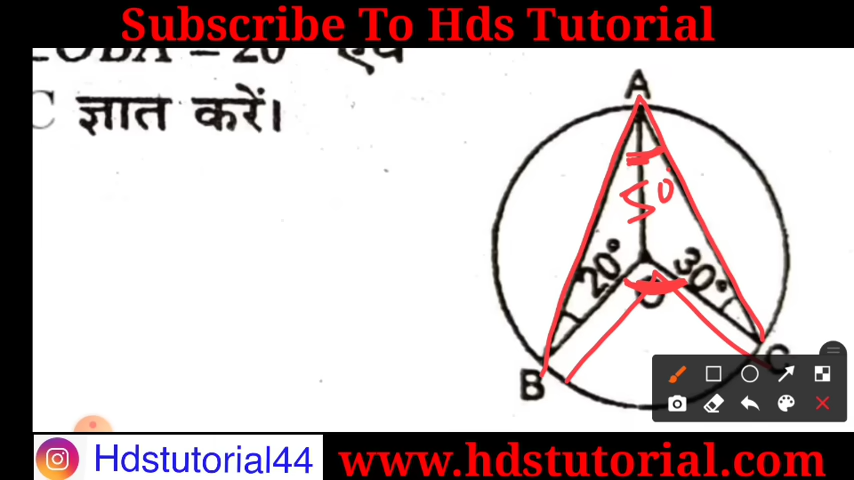 Subscribe To Hds Tutorial
ज्ञात करें।
A
50°
20°
30°
O
B
C
Hdstutorial44
www.hdstutorial.com